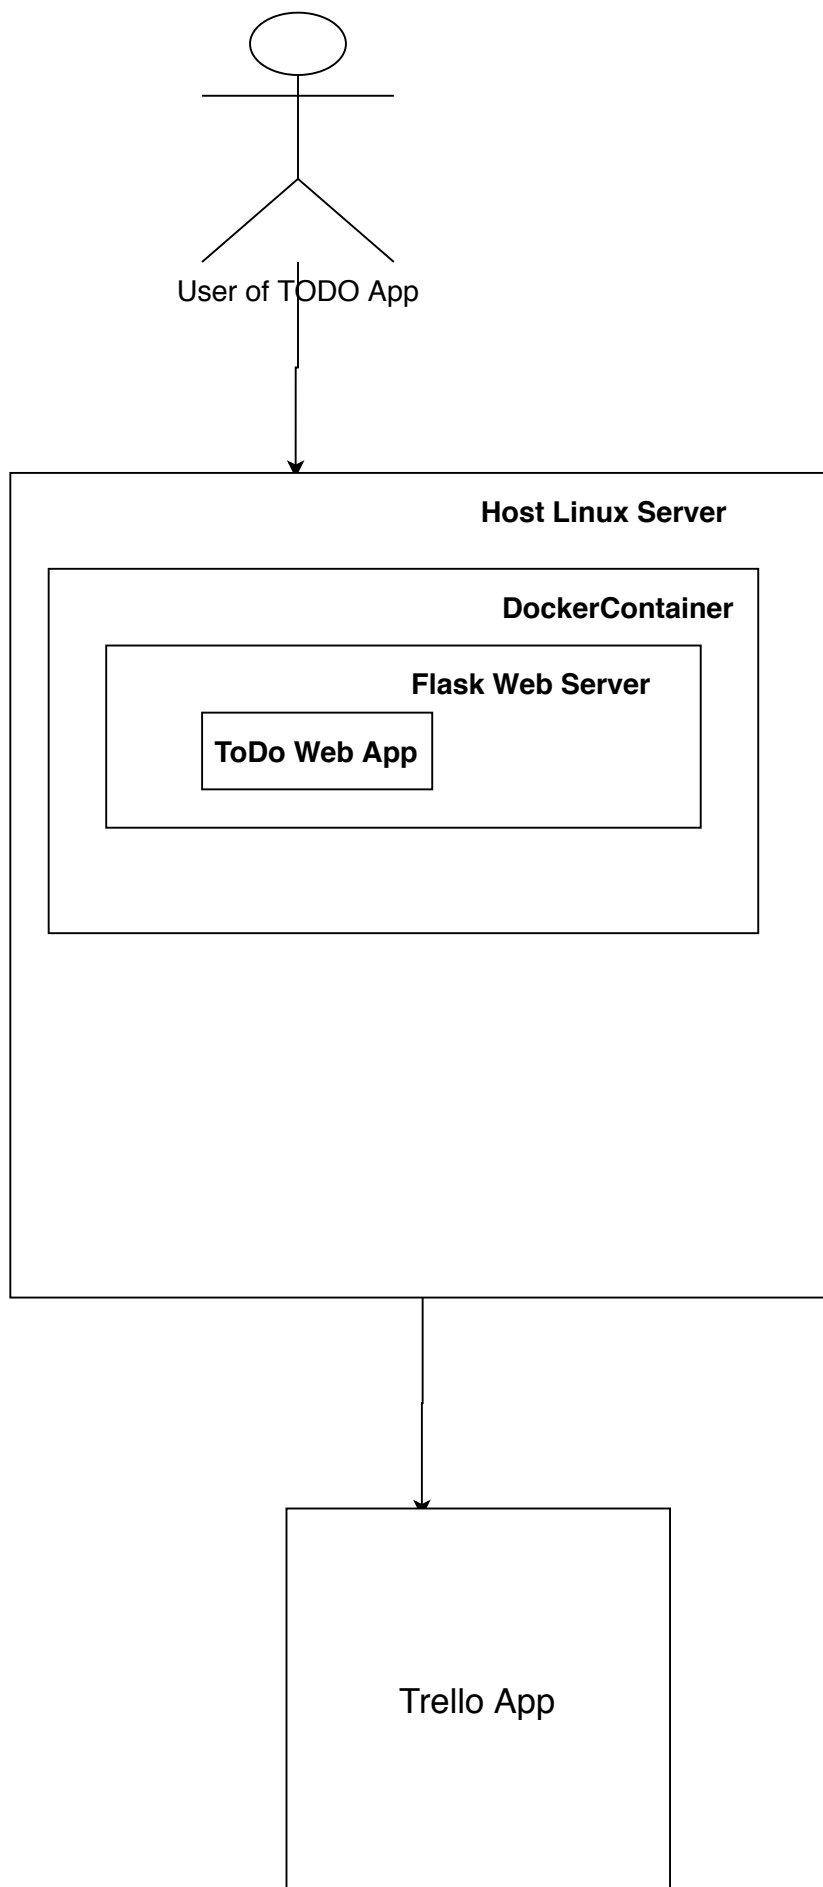 User of TODO App
Host Linux Server
DockerContainer
Flask Web Server
ToDo Web App
Trello App